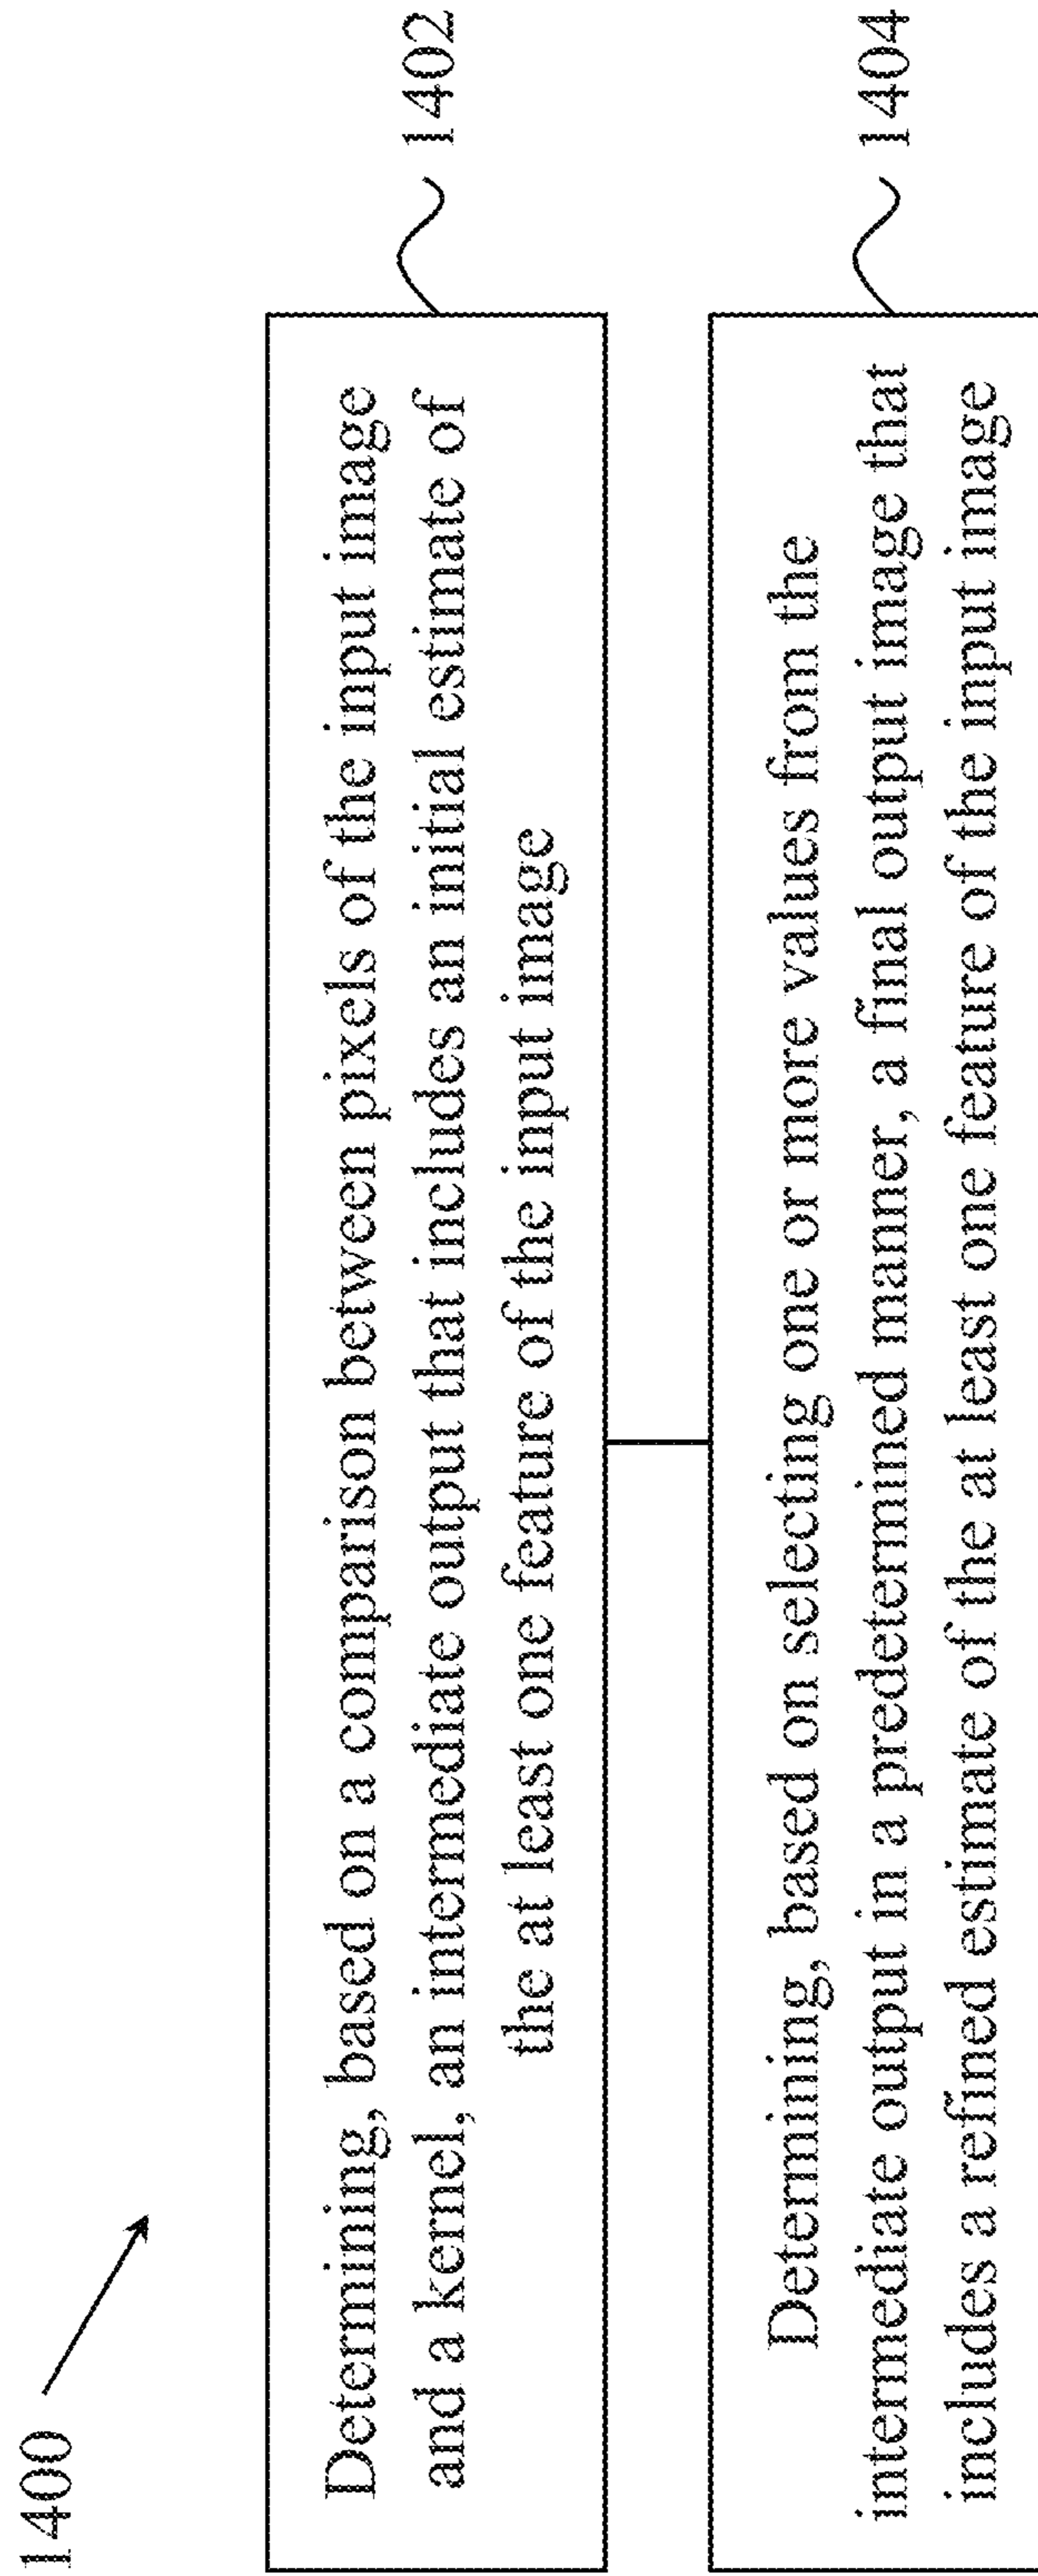 1400
Determining, based on a comparison between pixels of the input image
and a kernel, an intermediate output that includes an initial estimate of
the at least one feature of the input image
1402
Determining, based on selecting one or more values from the
intermediate output in a predetermined manner, a final output image that
includes a refined estimate of the at least one feature of the input image
1404